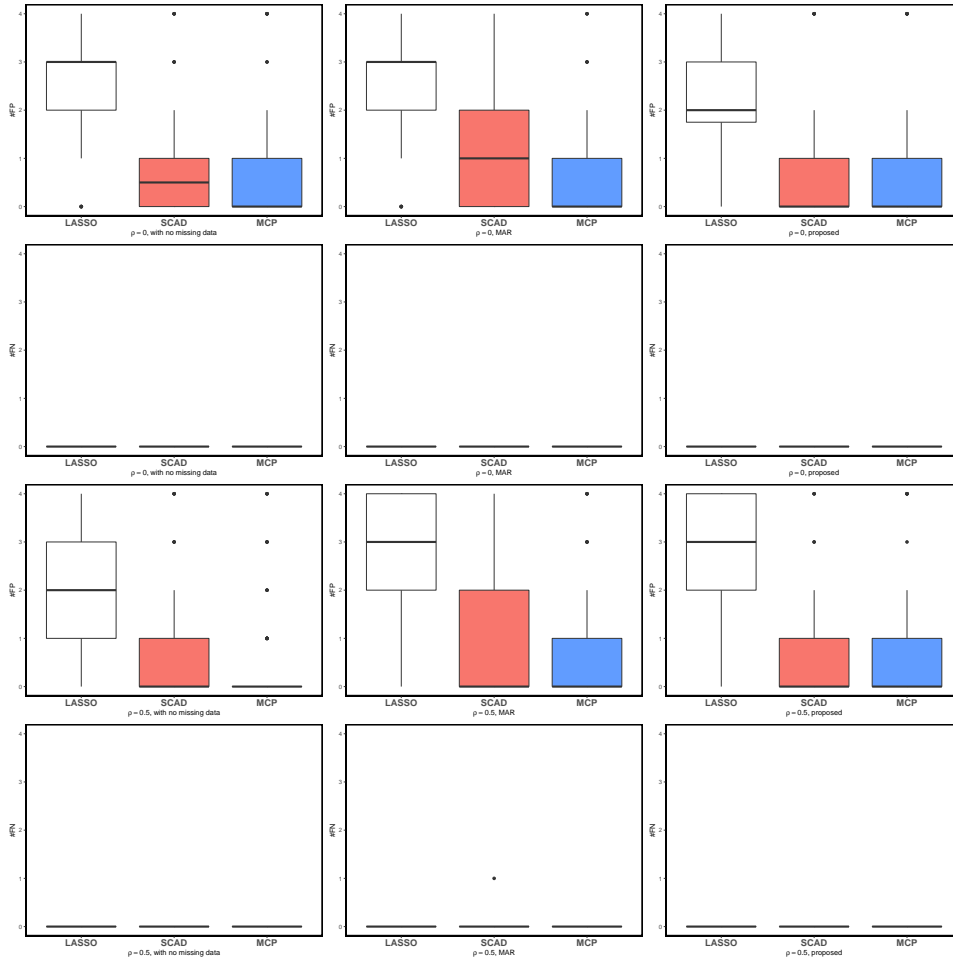 4 4 4
3 3 3
#FP #FP #FP
2 2 2
1 1 1
0 0 0
LASSO SCAD MCP LASSO SCAD MCP LASSO SCAD MCP
ρ = 0, with no missing data ρ = 0, MAR ρ = 0, proposed
4 4 4
3 3 3
#FN #FN #FN
2 2 2
1 1 1
0 0 0
LASSO SCAD MCP LASSO SCAD MCP LASSO SCAD MCP
ρ = 0, with no missing data ρ = 0, MAR ρ = 0, proposed
4 4 4
3 3 3
#FP #FP #FP
2 2 2
1 1 1
0 0 0
LASSO SCAD MCP LASSO SCAD MCP LASSO SCAD MCP
ρ = 0.5, with no missing data ρ = 0.5, MAR ρ = 0.5, proposed
4 4 4
3 3 3
#FN #FN #FN
2 2 2
1 1 1
0 0 0
LASSO SCAD MCP LASSO SCAD MCP LASSO SCAD MCP
ρ = 0.5, with no missing data ρ = 0.5, MAR ρ = 0.5, proposed